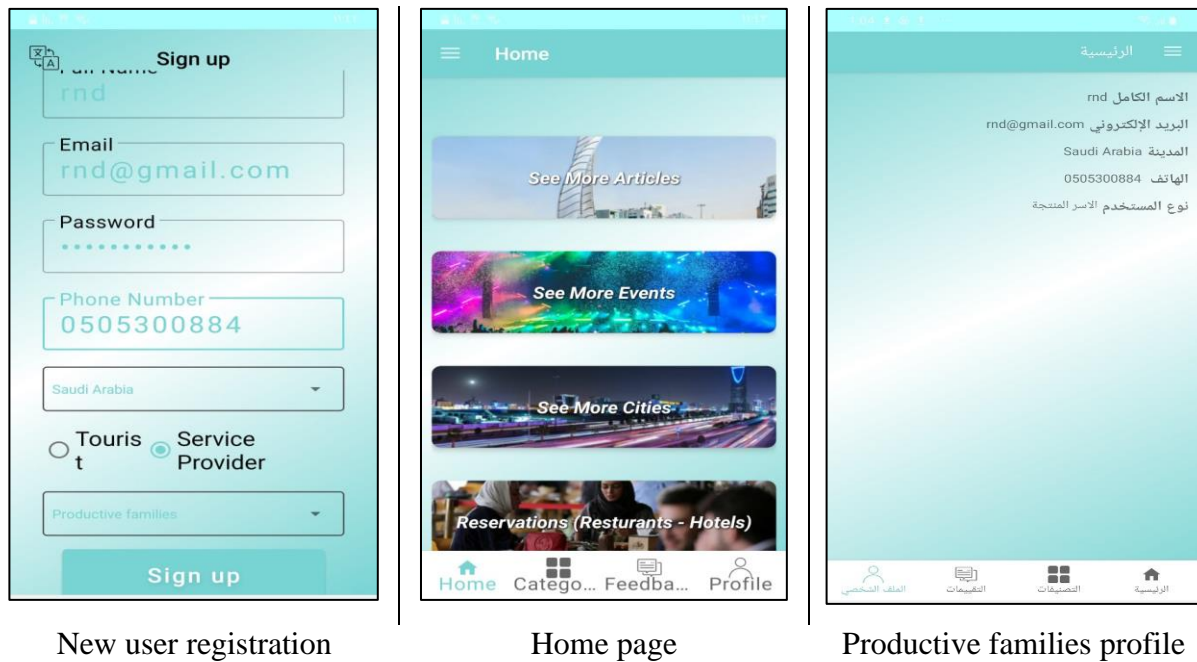 Sign up
Full Name
rnd
Email
rnd@gmail.com
Password
Phone Number
0505300884
Saudi Arabia
Touris
t
Service
Provider
Productive families
Sign up
New user registration
Home
See More Articles
See More Events
See More Cities
Reservations (Resturants - Hotels)
Home Catego... Feedba... Profile
Home page
الرئيسية
الاسم الكامل rnd
البريد الإلكتروني rnd@gmail.com
المدينة Saudi Arabia
الهاتف 0505300884
نوع المستخدم الاسر المنتجة
الرئيسية التصنيفات التقييمات الملف الشخصي
Productive families profile